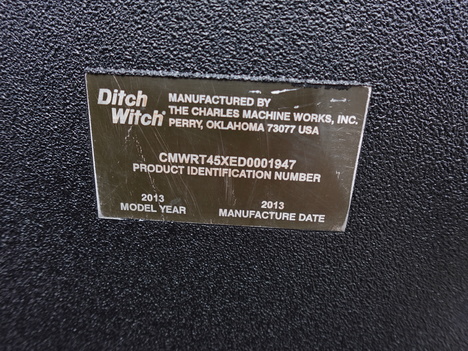 Ditch Witch®
MANUFACTURED BY
THE CHARLES MACHINE WORKS, INC.
PERRY, OKLAHOMA 73077 USA
CMWRT45XED0001947
PRODUCT IDENTIFICATION NUMBER
2013
MODEL YEAR
2013
MANUFACTURE DATE